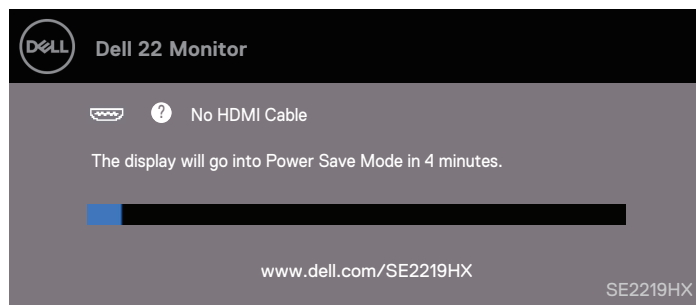 DELL
Dell 22 Monitor
? No HDMI Cable
The display will go into Power Save Mode in 4 minutes.
www.dell.com/SE2219HX
SE2219HX